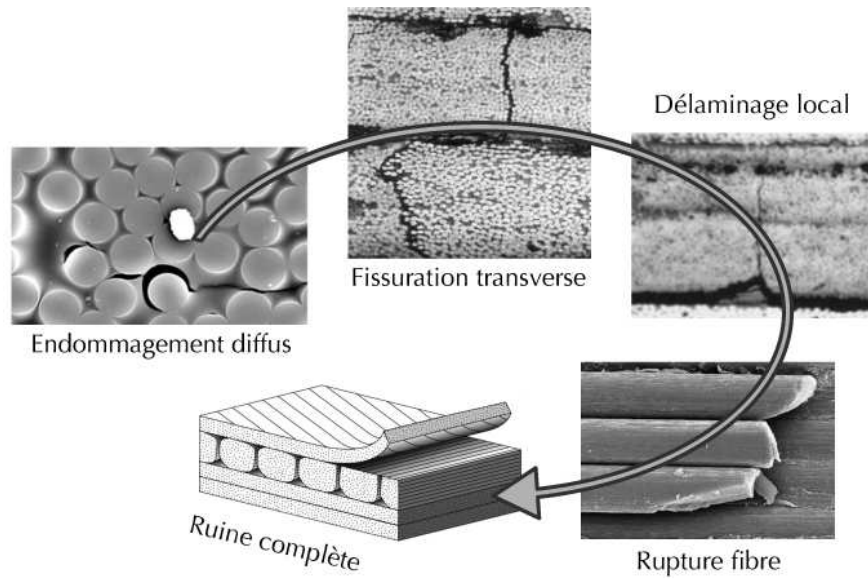 Endommagement diffus
Fissuration transverse
Délaminage local
Rupture fibre
Ruine complète